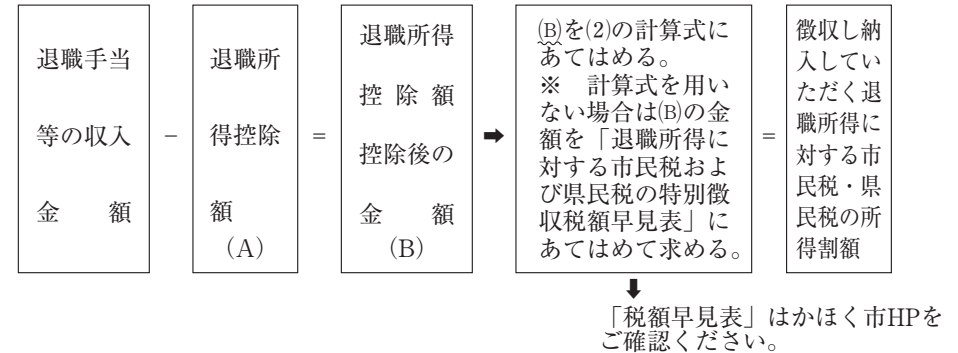 退職手当
等の収入
金　　額
−
退職所
得控除
額
（A）
＝
退職所得
控 除 額
控除後の
金　　額
（B）
➡
(B)を(2)の計算式に
あてはめる。
※　計算式を用い
ない場合は(B)の金
額を「退職所得に
対する市民税およ
び県民税の特別徴
収税額早見表」に
あてはめて求める。
＝
徴収し納
入してい
ただく退
職所得に
対する市
民税・県
民税の所
得割額
⬇
「税額早見表」はかほく市HPを
ご確認ください。